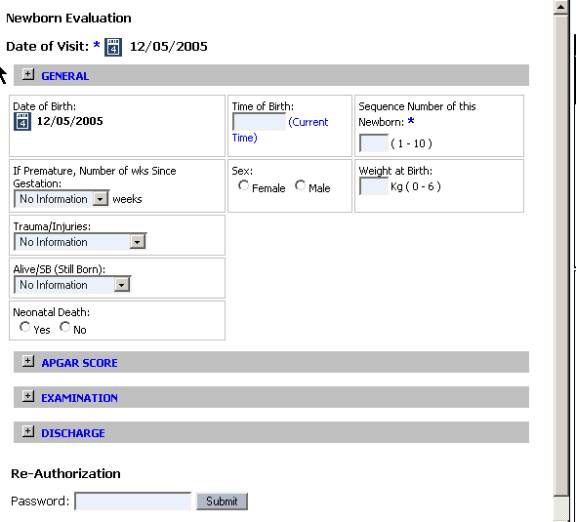 Newborn Evaluation
Date of Visit: * 12/05/2005
GENERAL
Date of Birth:
12/05/2005
Time of Birth:
(Current
Time)
Sequence Number of this
Newborn: *
( 1 - 10 )
If Premature, Number of wks Since
Gestation:
No Information weeks
Sex:
Female Male
Weight at Birth:
Kg ( 0 - 6 )
Trauma/Injuries:
No Information
Alive/SB (Still Born):
No Information
Neonatal Death:
Yes No
APGAR SCORE
EXAMINATION
DISCHARGE
Re-Authorization
Password: Submit